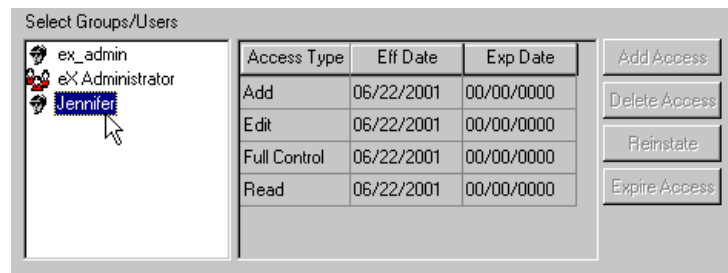 Select Groups/Users
ex_admin
eX Administrator
Jennifer
Access Type Eff Date Exp Date
Add 06/22/2001 00/00/0000
Edit 06/22/2001 00/00/0000
Full Control 06/22/2001 00/00/0000
Read 06/22/2001 00/00/0000
Add Access
Delete Access
Reinstate
Expire Access